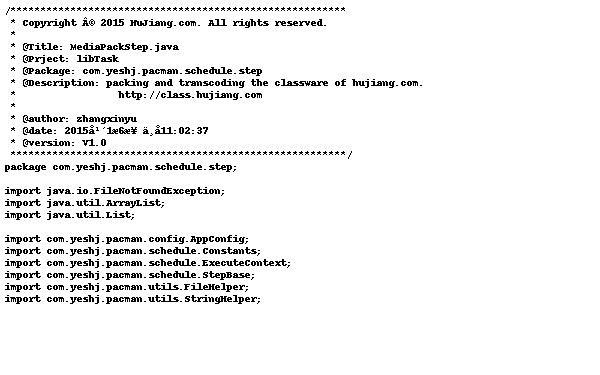 /********************************************************
* Copyright Â© 2015 HuJiang.com. All rights reserved.
*
* @Title: MediaPackStep.java
* @Prject: libTask
* @Package: com.yeshj.pacman.schedule.step
* @Description: packing and transcoding the classware of hujiang.com.
* http://class.hujiang.com
*
* @author: zhangxinyu
* @date: 2015å¹´1æ6æ¥ ä¸å11:02:37
* @version: V1.0
********************************************************/
package com.yeshj.pacman.schedule.step;
import java.io.FileNotFoundException;
import java.util.ArrayList;
import java.util.List;
import com.yeshj.pacman.config.AppConfig;
import com.yeshj.pacman.schedule.Constants;
import com.yeshj.pacman.schedule.ExecuteContext;
import com.yeshj.pacman.schedule.StepBase;
import com.yeshj.pacman.utils.FileHelper;
import com.yeshj.pacman.utils.StringHelper;